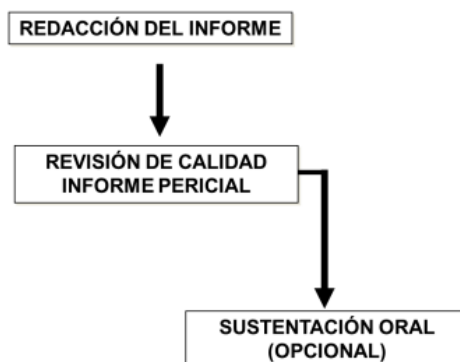 REDACCIÓN DEL INFORME
REVISIÓN DE CALIDAD
INFORME PERICIAL
SUSTENTACIÓN ORAL
(OPCIONAL)